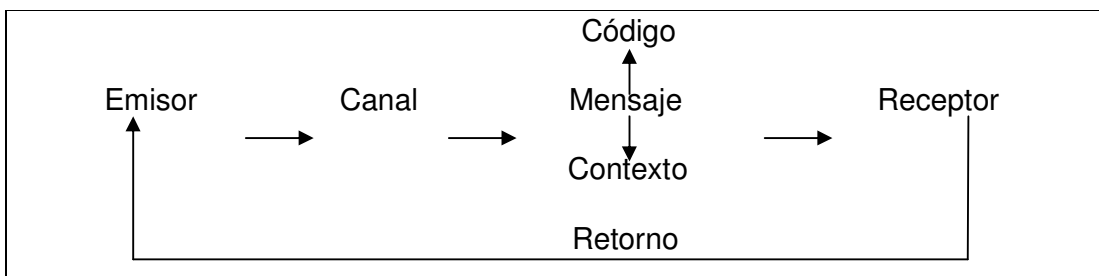 Código
Emisor Canal Mensaje Receptor
Contexto
Retorno